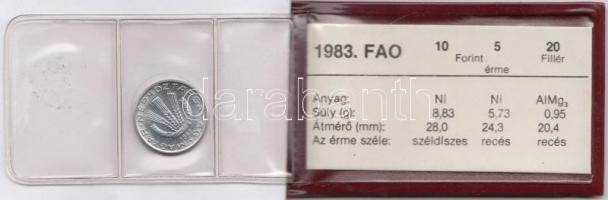 1983. FAO 10 5 20
Forint Fillér
érme
Anyag: Ni Ni AlMg3
Súly (g): 8,83 5,73 0,95
Átmérő (mm): 28,0 24,3 20,4
Az érme széle: széldíszes recés recés
darabanth